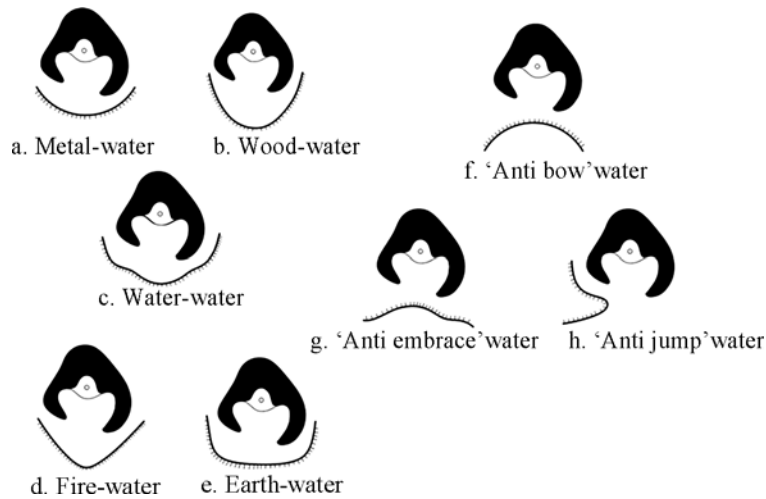 a. Metal-water
b. Wood-water
f. ‘Anti bow’water
c. Water-water
g. ‘Anti embrace’water
h. ‘Anti jump’water
d. Fire-water
e. Earth-water